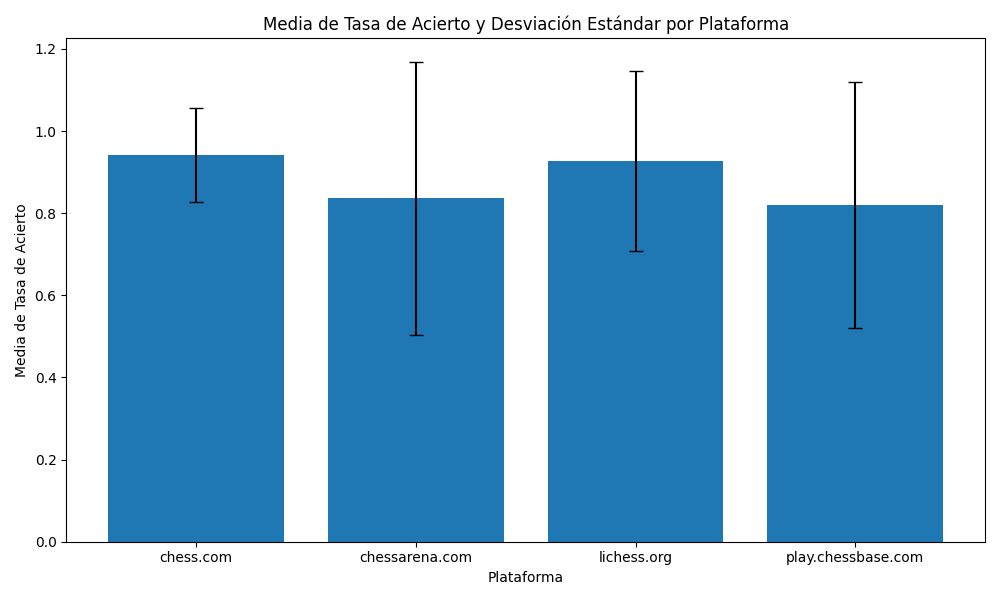 Media de Tasa de Acierto y Desviación Estándar por Plataforma
Media de Tasa de Acierto
1.2
1.0
0.8
0.6
0.4
0.2
0.0
chess.com
chessarena.com
lichess.org
play.chessbase.com
Plataforma